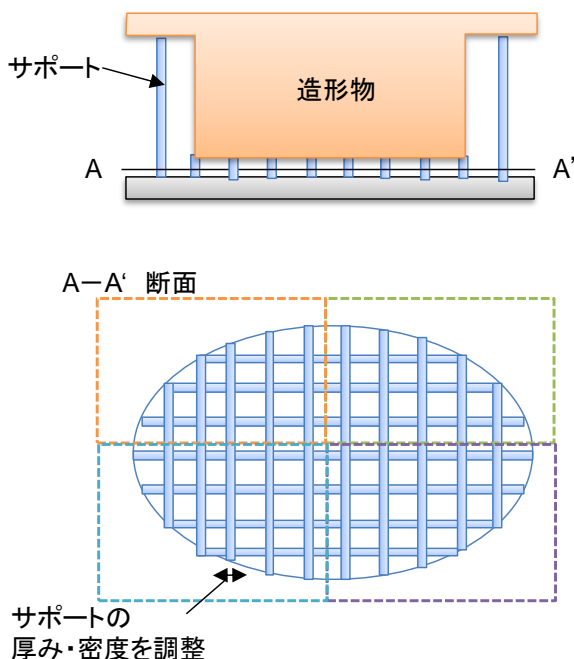 サポート
造形物
A A’
A－A‘ 断面
サポートの
厚み・密度を調整